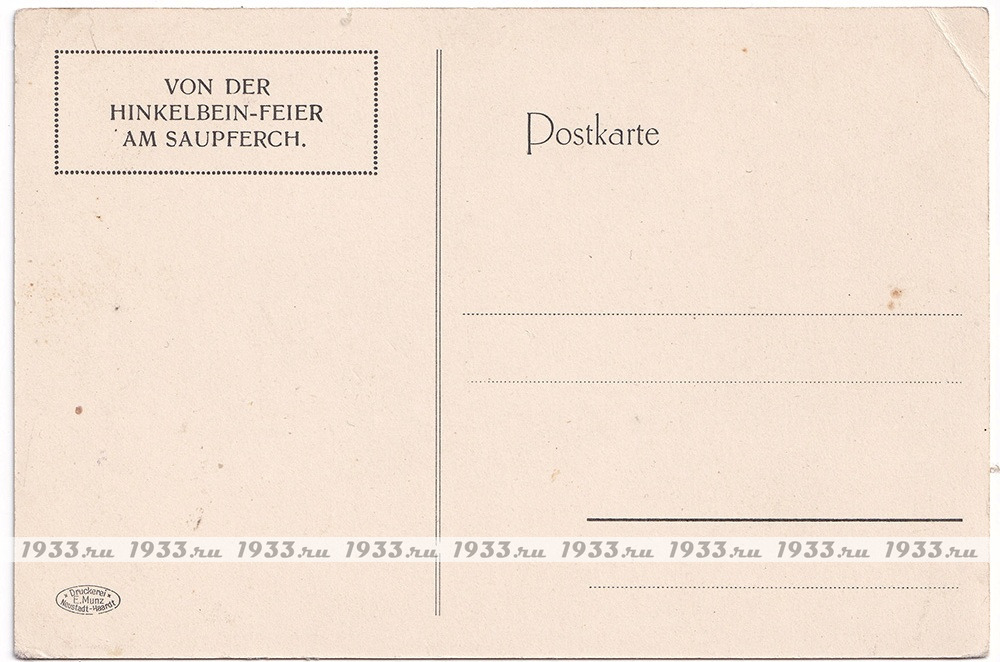 VON DER
HINKELBEIN-FEIER
AM SAUPFERCH.
Postkarte
1933.ru 1933.ru 1933.ru 1933.ru 1933.ru 1933.ru 1933.ru 1933.ru 1933.ru
Druckerei
E. Munz
Neustadt-Haardt